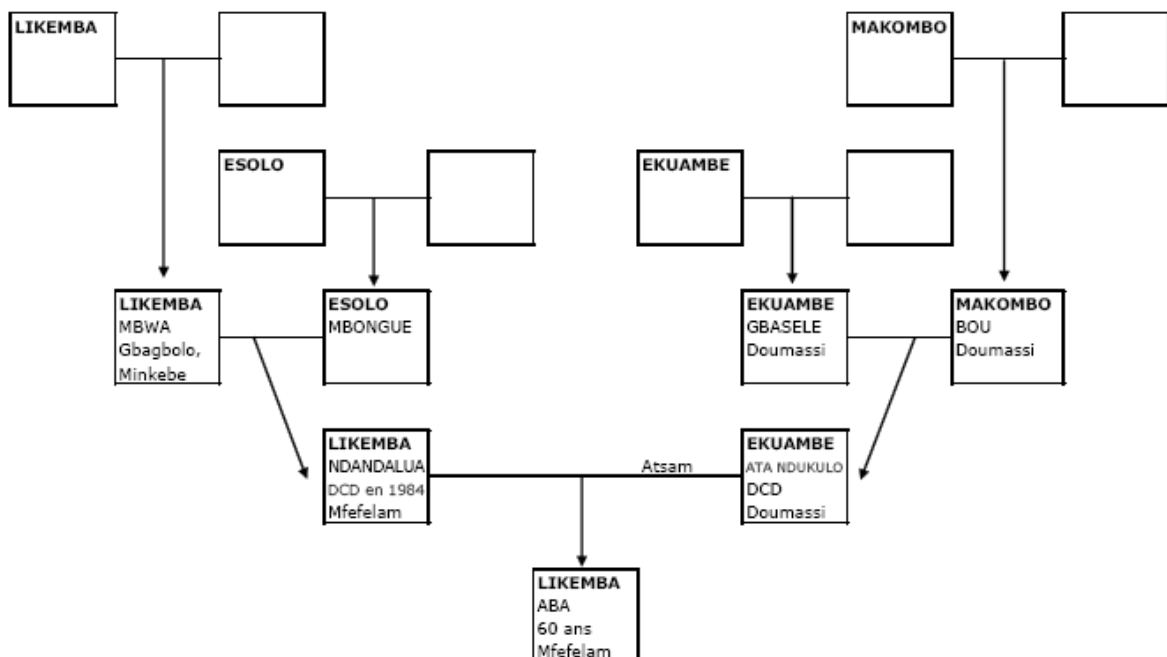 LIKEMBA
MAKOMBO
ESOLO
EKUAMBE
LIKEMBA
MBWA
Gbagbolo,
Minkebe
ESOLO
MBONGUE
EKUAMBE
GBASELE
Doumassi
MAKOMBO
BOU
Doumassi
LIKEMBA
NDANDALUA
DCD en 1984
Mfefelam
Atsam
EKUAMBE
ATA NDUKULO
DCD
Doumassi
LIKEMBA
ABA
60 ans
Mfefelam